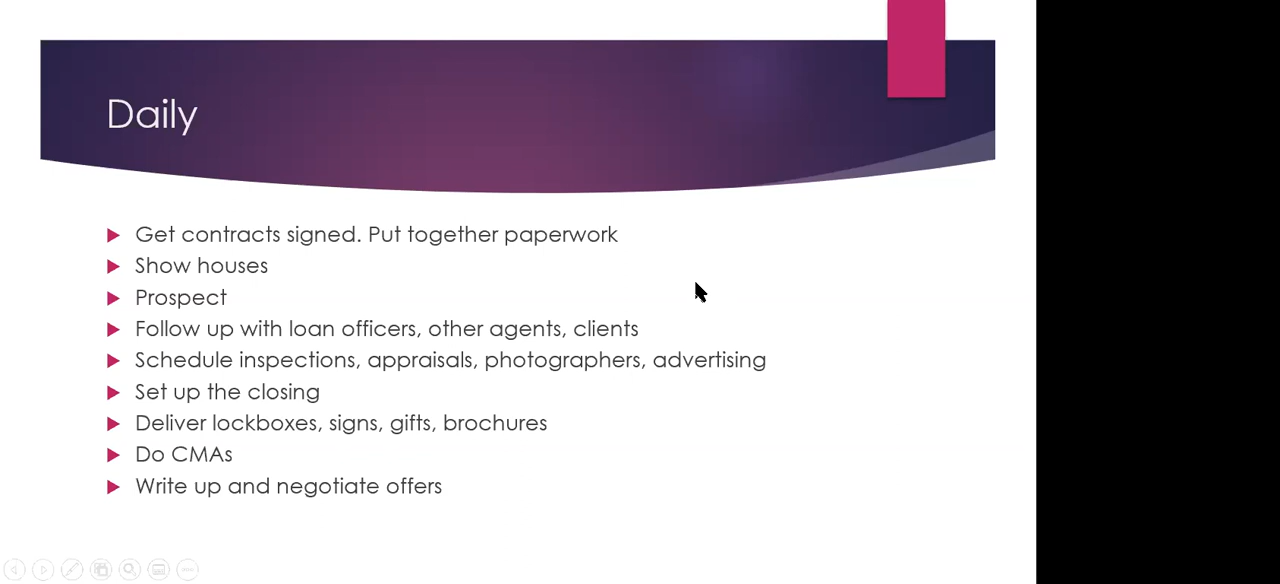 Daily
Get contracts signed. Put together paperwork
Show houses
Prospect
Follow up with loan officers, other agents, clients
Schedule inspections, appraisals, photographers, advertising
Set up the closing
Deliver lockboxes, signs, gifts, brochures
Do CMAs
Write up and negotiate offers